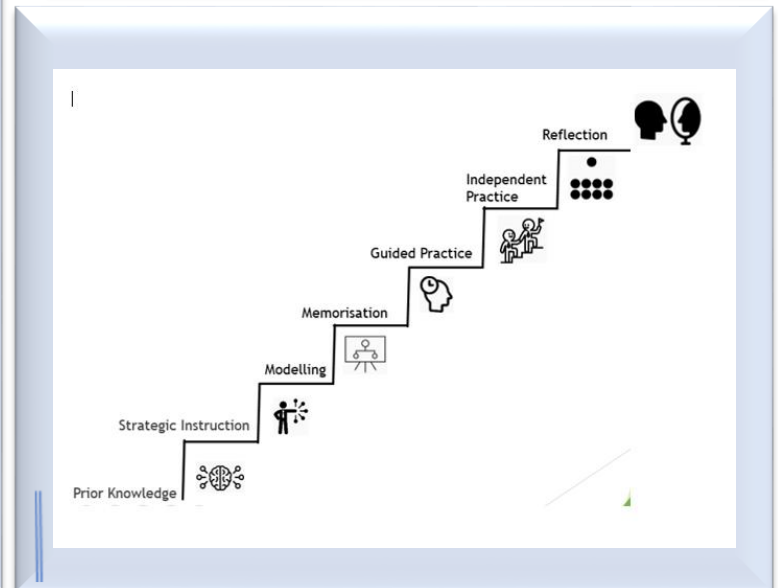 Reflection
Independent
Practice
Guided Practice
Memorisation
Modelling
Strategic Instruction
Prior Knowledge